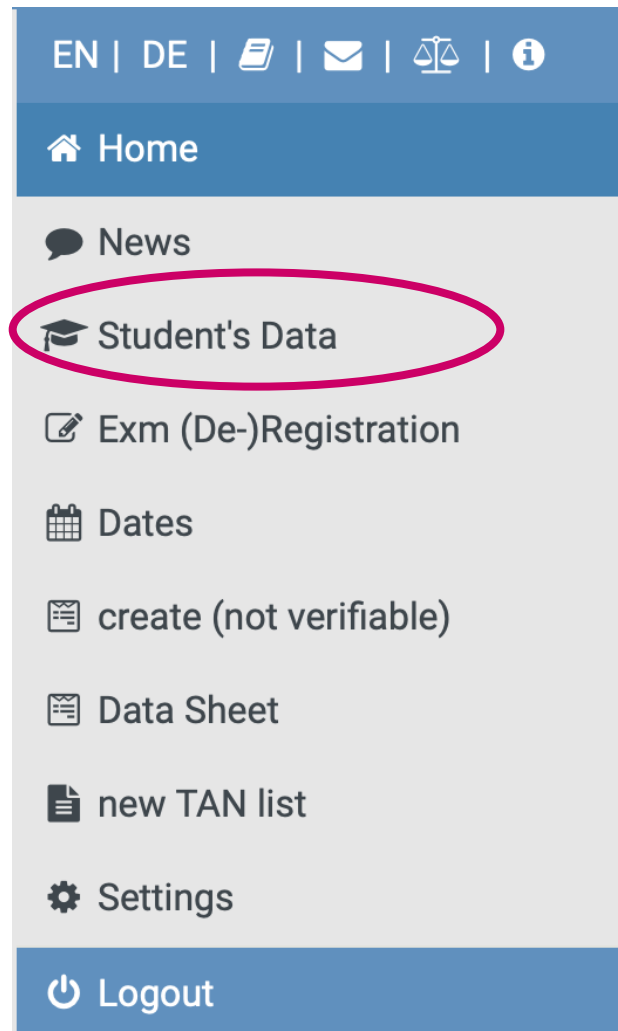 EN | DE | | | |
Home
News
Student's Data
Exm (De-)Registration
Dates
create (not verifiable)
Data Sheet
new TAN list
Settings
Logout